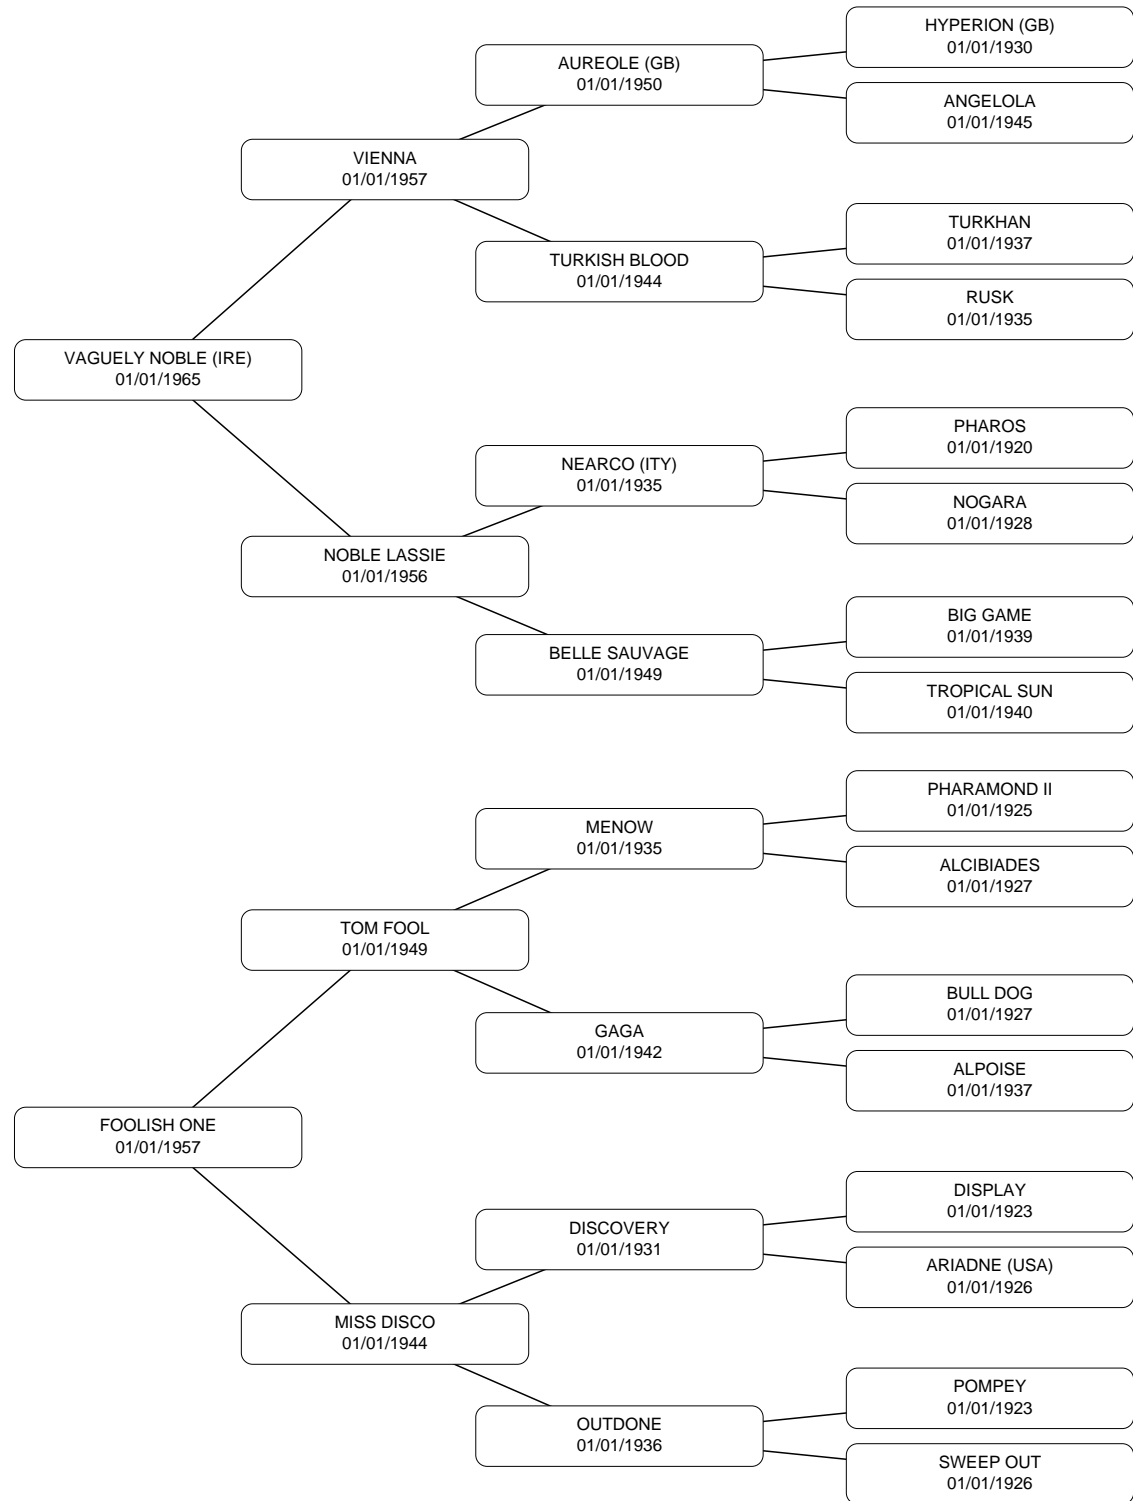 HYPERION (GB)
01/01/1930
AUREOLE (GB)
01/01/1950
ANGELOLA
01/01/1945
VIENNA
01/01/1957
TURKHAN
01/01/1937
TURKISH BLOOD
01/01/1944
RUSK
01/01/1935
VAGUELY NOBLE (IRE)
01/01/1965
PHAROS
01/01/1920
NEARCO (ITY)
01/01/1935
NOGARA
01/01/1928
NOBLE LASSIE
01/01/1956
BIG GAME
01/01/1939
BELLE SAUVAGE
01/01/1949
TROPICAL SUN
01/01/1940
PHARAMOND II
01/01/1925
MENOW
01/01/1935
ALCIBIADES
01/01/1927
TOM FOOL
01/01/1949
BULL DOG
01/01/1927
GAGA
01/01/1942
ALPOISE
01/01/1937
FOOLISH ONE
01/01/1957
DISPLAY
01/01/1923
DISCOVERY
01/01/1931
ARIADNE (USA)
01/01/1926
MISS DISCO
01/01/1944
POMPEY
01/01/1923
OUTDONE
01/01/1936
SWEEP OUT
01/01/1926